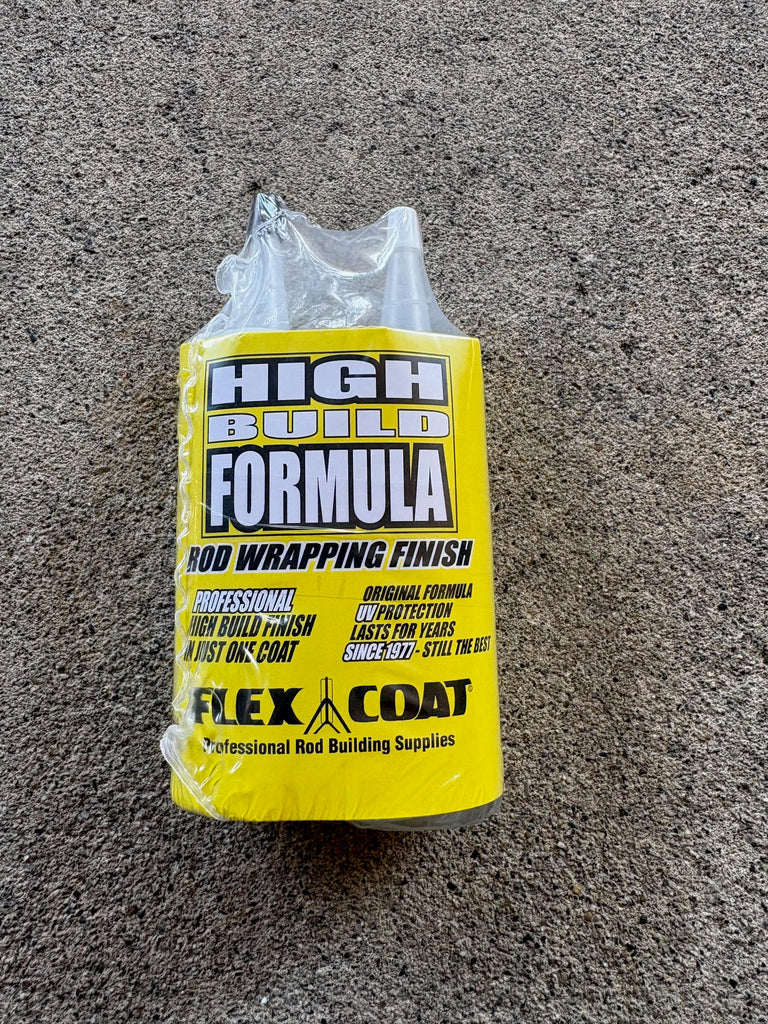 HIGH
BUILD
FORMULA
ROD WRAPPING FINISH
PROFESSIONAL
HIGH BUILD FINISH
IN JUST ONE COAT
ORIGINAL FORMULA
UV PROTECTION
LASTS FOR YEARS
SINCE 1977 - STILL THE BEST
FLEX COAT®
Professional Rod Building Supplies